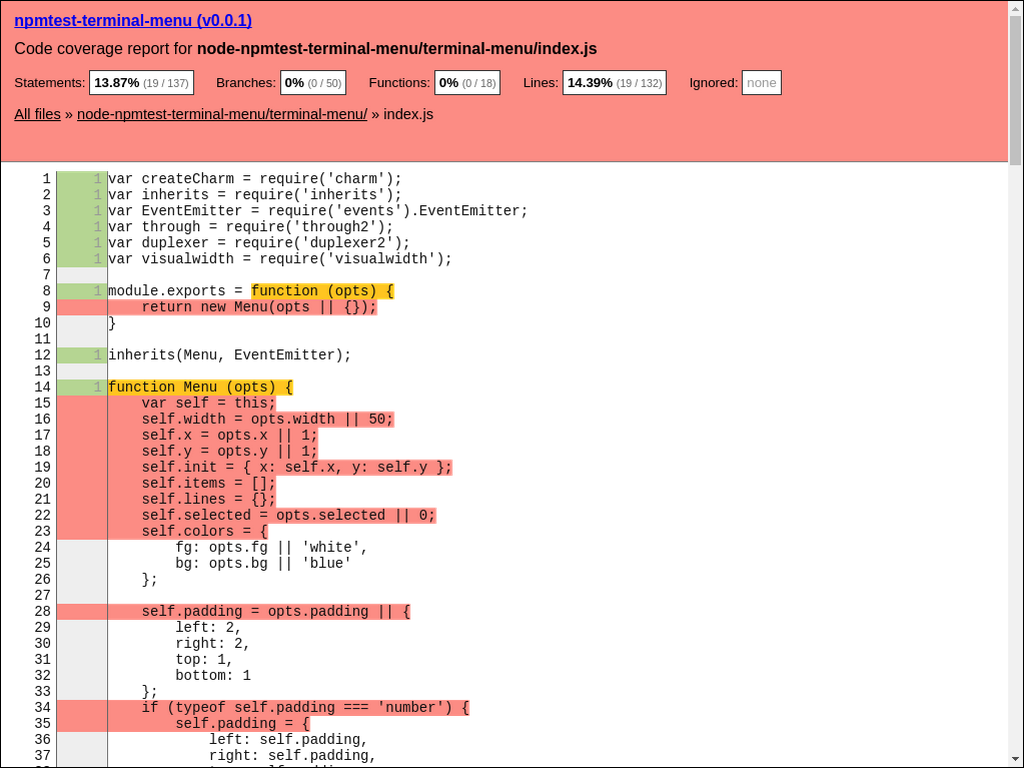 npmtest-terminal-menu (v0.0.1)
Code coverage report for node-npmtest-terminal-menu/terminal-menu/index.js
Statements: 13.87% (19 / 137) Branches: 0% (0 / 50) Functions: 0% (0 / 18) Lines: 14.39% (19 / 132) Ignored: none
All files » node-npmtest-terminal-menu/terminal-menu/ » index.js
1 1 var createCharm = require('charm');
2 1 var inherits = require('inherits');
3 1 var EventEmitter = require('events').EventEmitter;
4 1 var through = require('through2');
5 1 var duplexer = require('duplexer2');
6 1 var visualwidth = require('visualwidth');
7
8 1 module.exports = function (opts) {
9     return new Menu(opts || {});
10 }
11
12 1 inherits(Menu, EventEmitter);
13
14 1 function Menu (opts) {
15     var self = this;
16     self.width = opts.width || 50;
17     self.x = opts.x || 1;
18     self.y = opts.y || 1;
19     self.init = { x: self.x, y: self.y };
20     self.items = [];
21     self.lines = {};
22     self.selected = opts.selected || 0;
23     self.colors = {
24         fg: opts.fg || 'white',
25         bg: opts.bg || 'blue'
26     };
27
28     self.padding = opts.padding || {
29         left: 2,
30         right: 2,
31         top: 1,
32         bottom: 1
33     };
34     if (typeof self.padding === 'number') {
35         self.padding = {
36             left: self.padding,
37             right: self.padding,